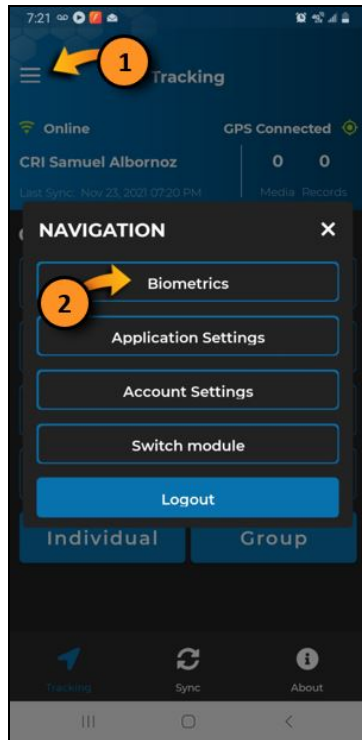 7:21
1
Tracking
Online GPS Connected
CRI Samuel Albornoz 0 0
Last Sync: Nov 23, 2021 07:20 PM Media Records
NAVIGATION ×
2
Biometrics
Application Settings
Account Settings
Switch module
Logout
Individual Group
Tracking Sync About